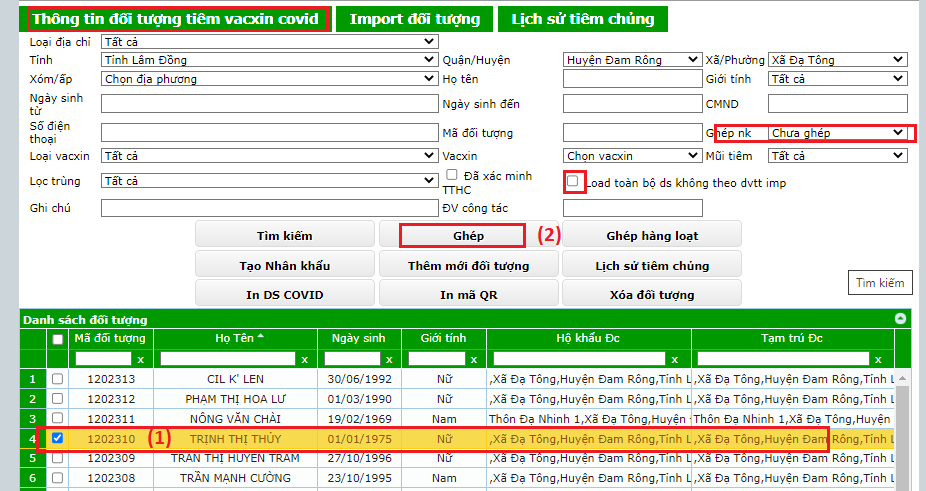 Thông tin đối tượng tiêm vacxin covid Import đối tượng Lịch sử tiêm chủng
Loại địa chỉ Tất cả
Tỉnh Tỉnh Lâm Đồng Quận/Huyện Huyện Đam Rông Xã/Phường Xã Đạ Tông
Xóm/ấp Chọn địa phương Họ tên Giới tính Tất cả
Ngày sinh từ Ngày sinh đến CMND
Số điện thoại Mã đối tượng Ghép nk Chưa ghép
Loại vacxin Tất cả Vacxin Chọn vacxin Mũi tiêm Tất cả
Lọc trùng Tất cả Đã xác minh TTHC Load toàn bộ ds không theo dvtt imp
Ghi chú ĐV công tác
Tìm kiếm Ghép (2) Ghép hàng loạt
Tạo Nhân khẩu Thêm mới đối tượng Lịch sử tiêm chủng
In DS COVID In mã QR Xóa đối tượng
Tìm kiếm
Danh sách đối tượng
Mã đối tượng Họ Tên Ngày sinh Giới tính Hộ khẩu Đc Tạm trú Đc
x x x x x x
1 1202313 CIL K' LEN 30/06/1992 Nữ ,Xã Đạ Tông,Huyện Đam Rông,Tỉnh L ,Xã Đạ Tông,Huyện Đam Rông,Tỉnh L
2 1202312 PHẠM THỊ HOA LƯ 01/03/1990 Nữ ,Xã Đạ Tông,Huyện Đam Rông,Tỉnh L ,Xã Đạ Tông,Huyện Đam Rông,Tỉnh L
3 1202311 NÔNG VĂN CHÀI 19/02/1969 Nam Thôn Đạ Nhinh 1,Xã Đạ Tông,Huyện Thôn Đạ Nhinh 1,Xã Đạ Tông,Huyện
4 1202310 (1) TRỊNH THỊ THỦY 01/01/1975 Nữ ,Xã Đạ Tông,Huyện Đam Rông,Tỉnh L ,Xã Đạ Tông,Huyện Đam Rông,Tỉnh L
5 1202309 TRẦN THỊ HUYỀN TRÂM 27/10/1996 Nữ ,Xã Đạ Tông,Huyện Đam Rông,Tỉnh L ,Xã Đạ Tông,Huyện Đam Rông,Tỉnh L
6 1202308 TRẦN MẠNH CƯỜNG 23/10/1995 Nam ,Xã Đạ Tông,Huyện Đam Rông,Tỉnh L ,Xã Đạ Tông,Huyện Đam Rông,Tỉnh L